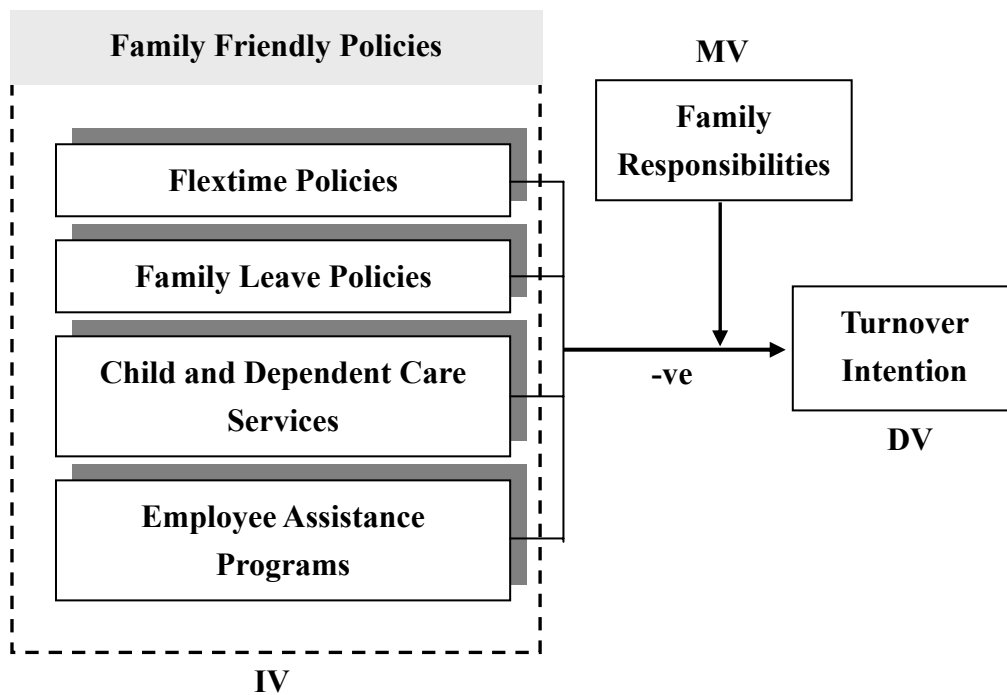 Family Friendly Policies
Flextime Policies
Family Leave Policies
Child and Dependent Care
Services
Employee Assistance
Programs
IV
MV
Family
Responsibilities
-ve
Turnover
Intention
DV